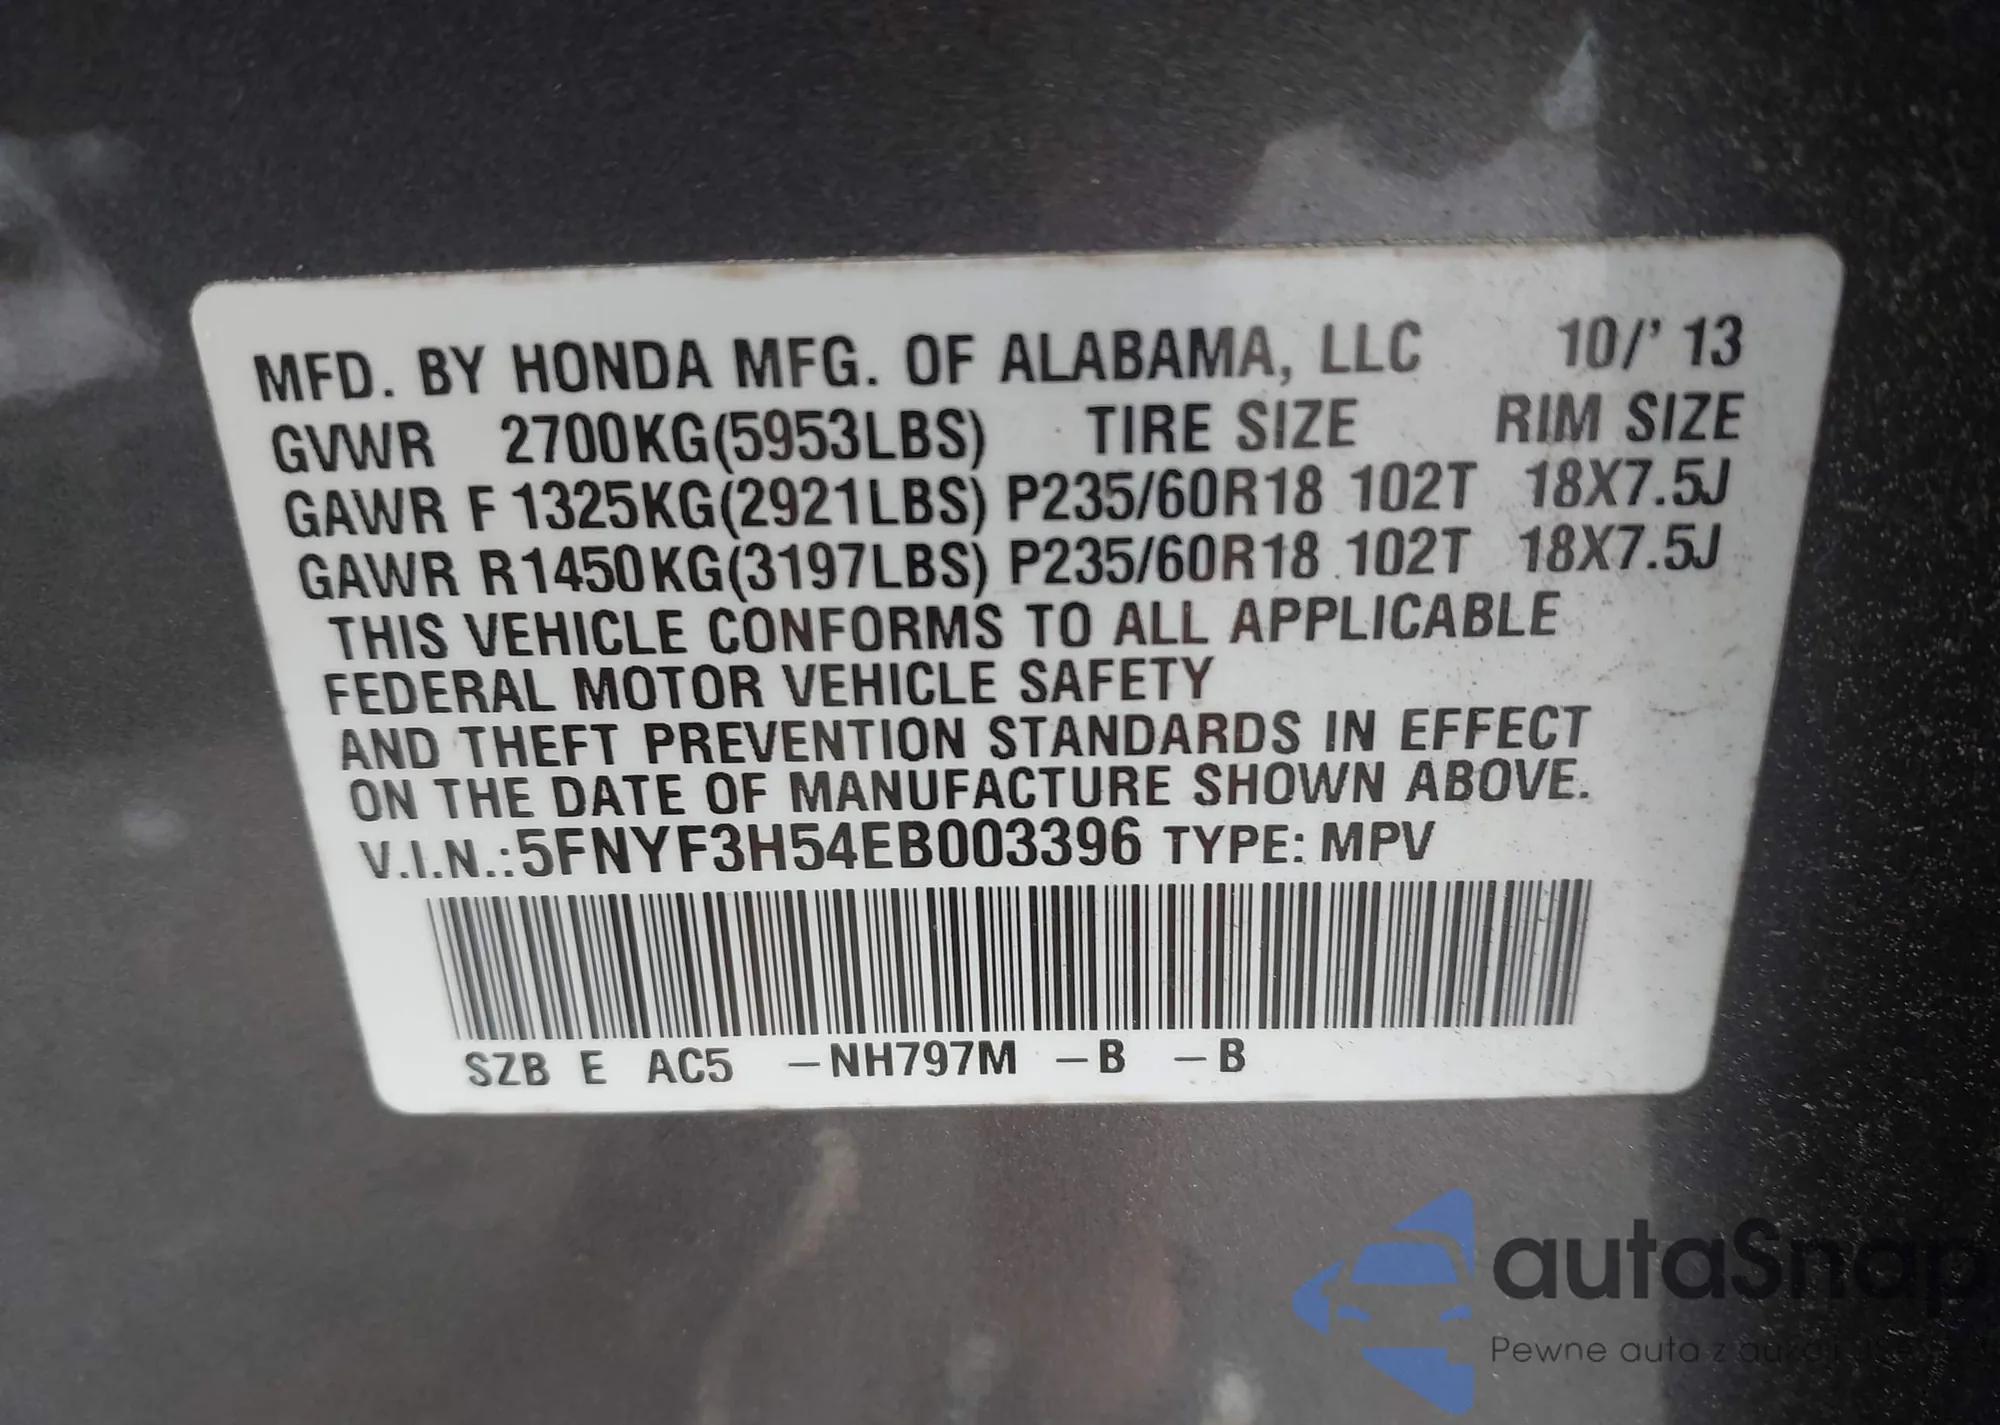 MFD. BY HONDA MFG. OF ALABAMA, LLC 10/' 13
GVWR 2700KG(5953LBS) TIRE SIZE RIM SIZE
GAWR F 1325KG(2921LBS) P235/60R18 102T 18X7.5J
GAWR R1450KG(3197LBS) P235/60R18 102T 18X7.5J
THIS VEHICLE CONFORMS TO ALL APPLICABLE
FEDERAL MOTOR VEHICLE SAFETY
AND THEFT PREVENTION STANDARDS IN EFFECT
ON THE DATE OF MANUFACTURE SHOWN ABOVE.
V.I.N.:5FNYF3H54EB003396 TYPE: MPV
SZB E AC5 –NH797M –B –B
autaSnap
Pewne auta z